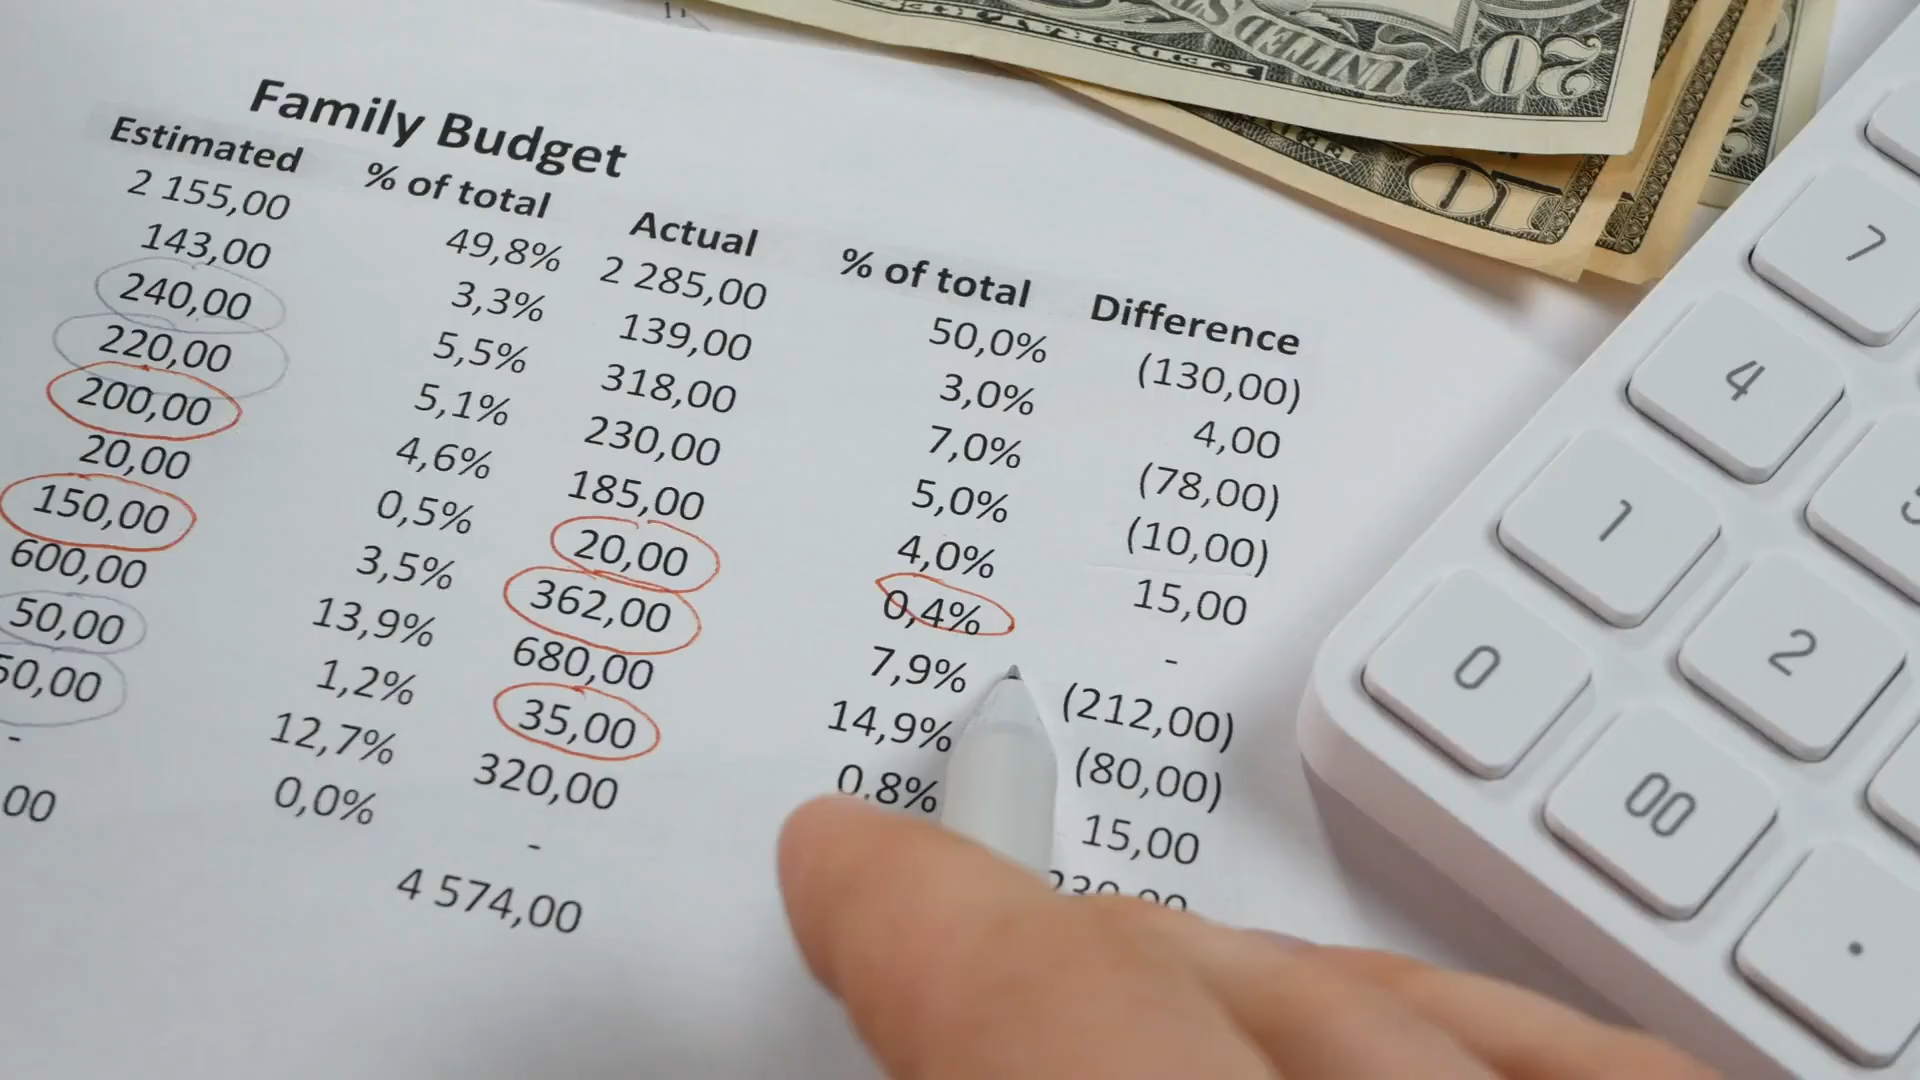 Family Budget
Estimated % of total Actual % of total Difference
2 155,00 49,8% 2 285,00 50,0% (130,00)
143,00 3,3% 139,00 3,0% 4,00
240,00 5,5% 318,00 7,0% (78,00)
220,00 5,1% 230,00 5,0% (10,00)
200,00 4,6% 185,00 4,0% 15,00
20,00 0,5% 20,00 0,4% -
150,00 3,5% 362,00 7,9% (212,00)
600,00 13,9% 680,00 14,9% (80,00)
50,00 1,2% 35,00 0,8% 15,00
50,00 12,7% 320,00
- 0,0% -
00 4 574,00
UNITED 20
10
7
4
1
0
2
00
.